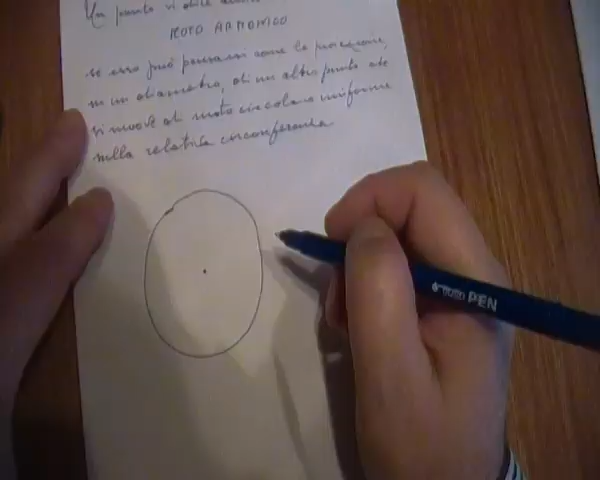 Un punto si dice
MOTO ARMONICO
se esso può pensarsi come la proiezione,
su un diametro, di un altro punto che
si muove di moto circolare uniforme
sulla relativa circonferenza
PEN